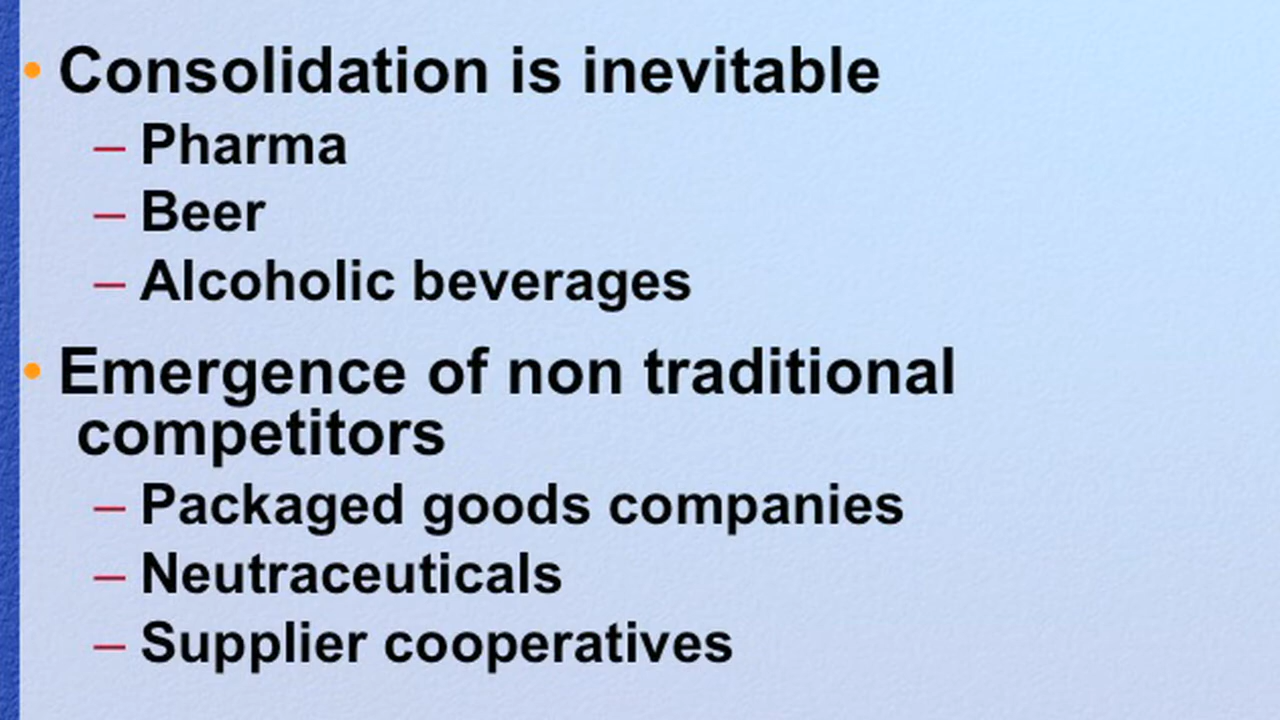 • Consolidation is inevitable
– Pharma
– Beer
– Alcoholic beverages
• Emergence of non traditional
competitors
– Packaged goods companies
– Neutraceuticals
– Supplier cooperatives